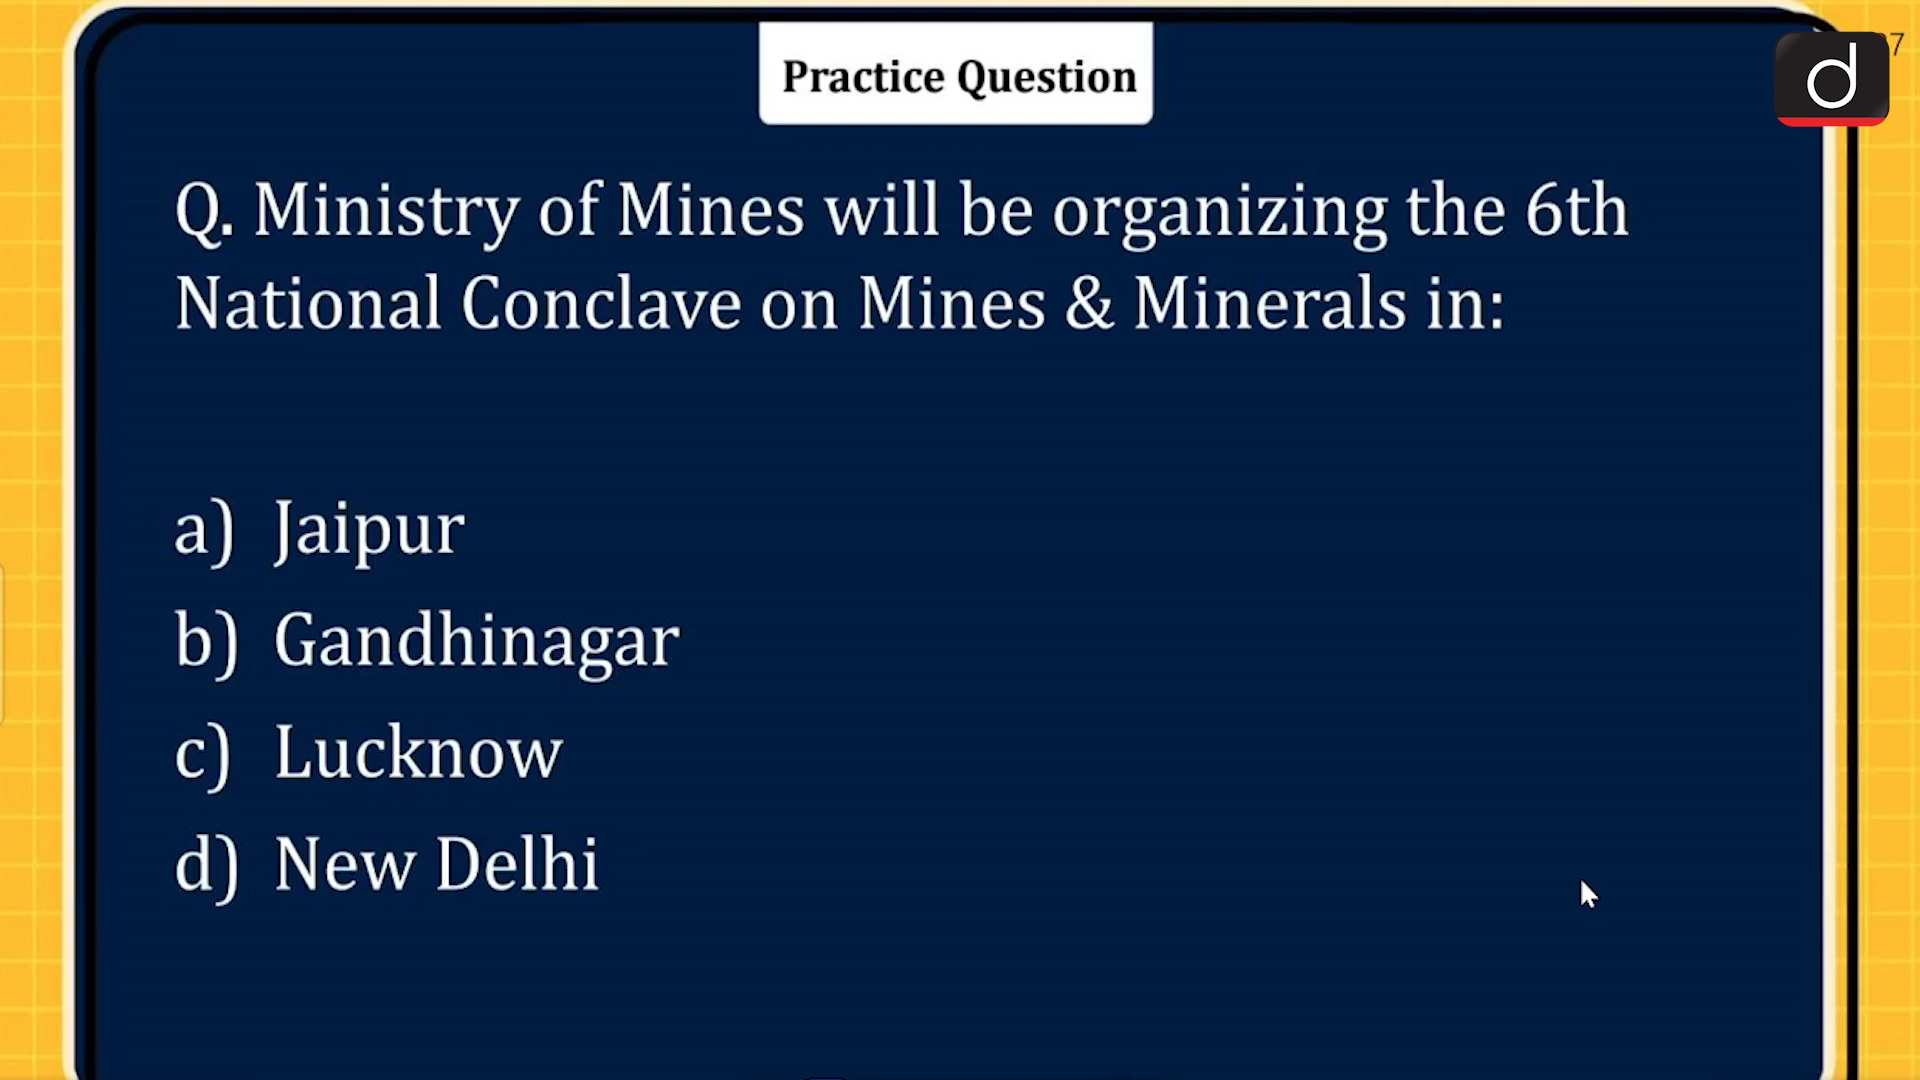 Practice Question
7
d
Q. Ministry of Mines will be organizing the 6th
National Conclave on Mines & Minerals in:
a) Jaipur
b) Gandhinagar
c) Lucknow
d) New Delhi